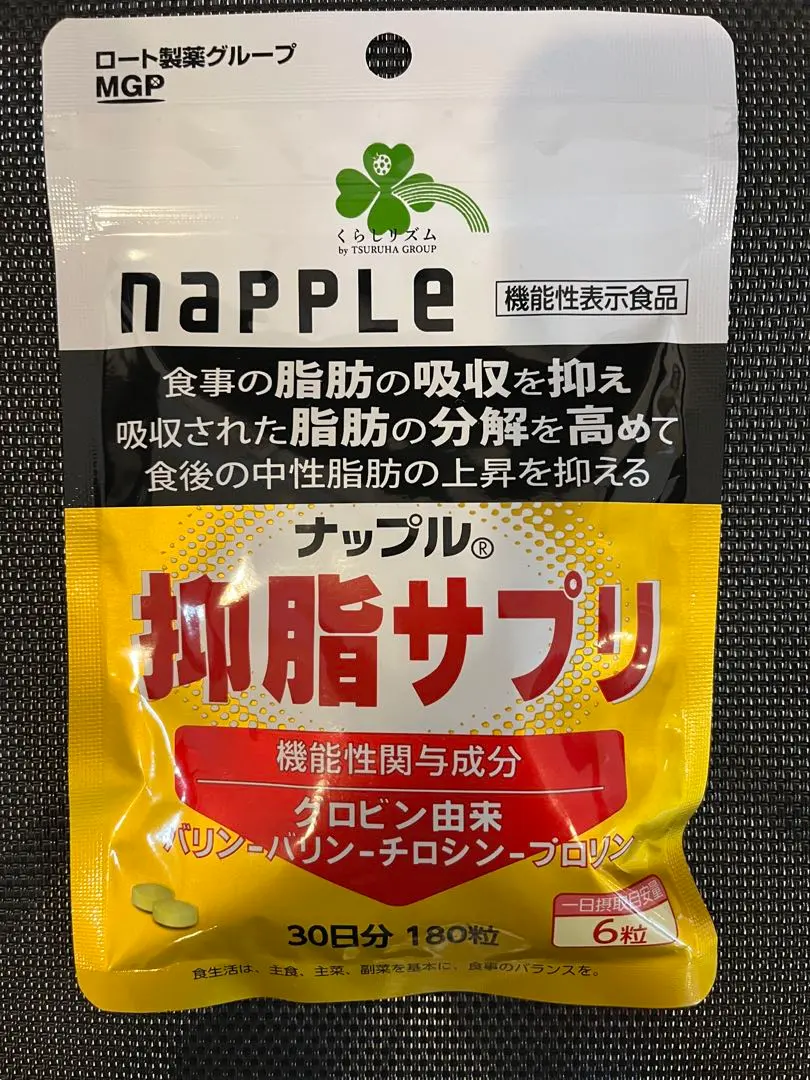 ロート製薬グループ
MGP
くらしリズム
by TSURUHA GROUP
napple
機能性表示食品
食事の脂肪の吸収を抑え
吸収された脂肪の分解を高めて
食後の中性脂肪の上昇を抑える
ナップル®
抑脂サプリ
機能性関与成分
グロビン由来
バリン-バリン-チロシン-プロリン
一日摂取目安量
6粒
30日分 180粒
食生活は、主食、主菜、副菜を基本に、食事のバランスを。